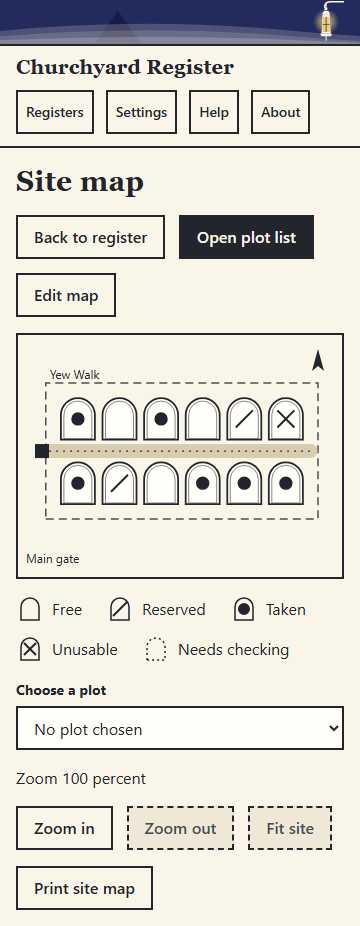 Churchyard Register
Registers Settings Help About
Site map
Back to register Open plot list
Edit map
Yew Walk
Main gate
Free Reserved Taken
Unusable Needs checking
Choose a plot
No plot chosen
Zoom 100 percent
Zoom in Zoom out Fit site
Print site map